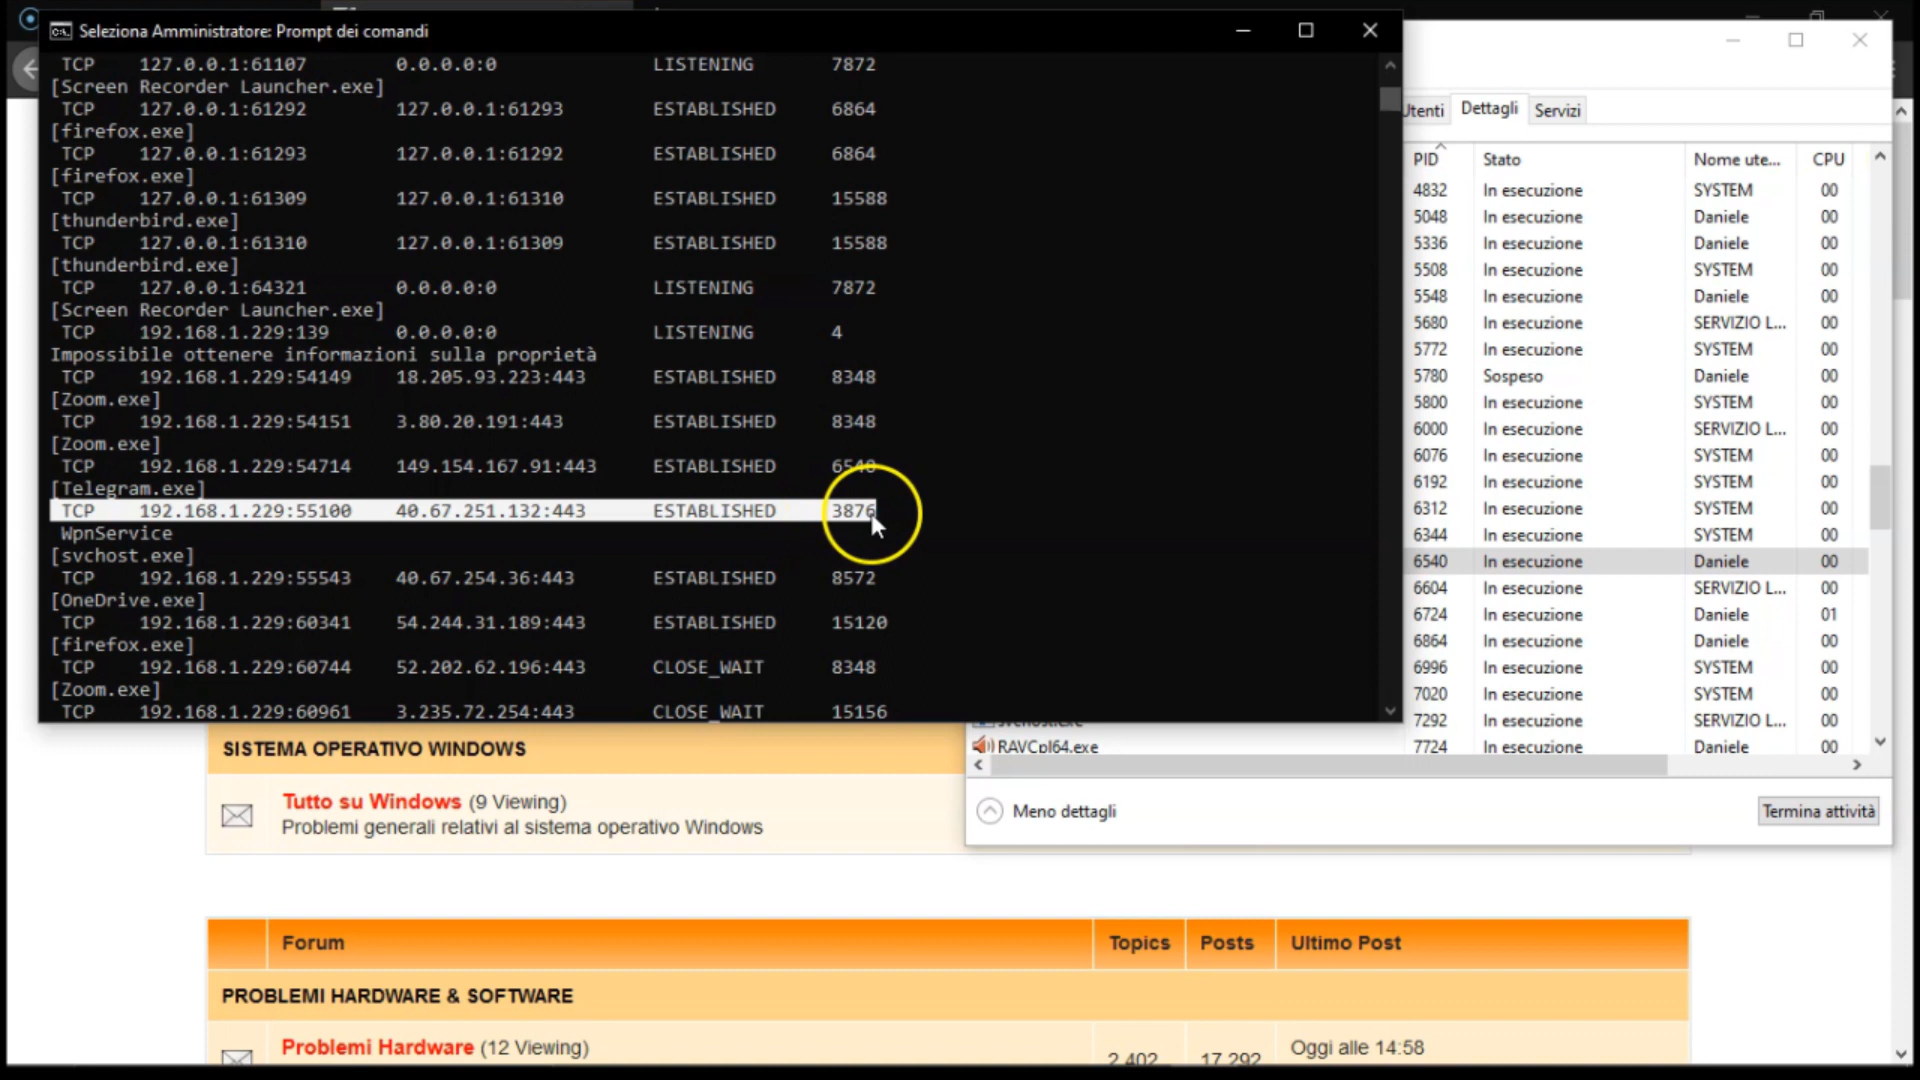 Seleziona Amministratore: Prompt dei comandi
TCP 127.0.0.1:61107 0.0.0.0:0 LISTENING 7872
[Screen Recorder Launcher.exe]
TCP 127.0.0.1:61292 127.0.0.1:61293 ESTABLISHED 6864
[firefox.exe]
TCP 127.0.0.1:61293 127.0.0.1:61292 ESTABLISHED 6864
[firefox.exe]
TCP 127.0.0.1:61309 127.0.0.1:61310 ESTABLISHED 15588
[thunderbird.exe]
TCP 127.0.0.1:61310 127.0.0.1:61309 ESTABLISHED 15588
[thunderbird.exe]
TCP 127.0.0.1:64321 0.0.0.0:0 LISTENING 7872
[Screen Recorder Launcher.exe]
TCP 192.168.1.229:139 0.0.0.0:0 LISTENING 4
Impossibile ottenere informazioni sulla proprietà
TCP 192.168.1.229:54149 18.205.93.223:443 ESTABLISHED 8348
[Zoom.exe]
TCP 192.168.1.229:54151 3.80.20.191:443 ESTABLISHED 8348
[Zoom.exe]
TCP 192.168.1.229:54714 149.154.167.91:443 ESTABLISHED 6540
[Telegram.exe]
TCP 192.168.1.229:55100 40.67.251.132:443 ESTABLISHED 3876
WpnService
[svchost.exe]
TCP 192.168.1.229:55543 40.67.254.36:443 ESTABLISHED 8572
[OneDrive.exe]
TCP 192.168.1.229:60341 54.244.31.189:443 ESTABLISHED 15120
[firefox.exe]
TCP 192.168.1.229:60744 52.202.62.196:443 CLOSE_WAIT 8348
[Zoom.exe]
TCP 192.168.1.229:60961 3.235.72.254:443 CLOSE_WAIT 15156
Utenti Dettagli Servizi
PID Stato Nome ute... CPU
4832 In esecuzione SYSTEM 00
5048 In esecuzione Daniele 00
5336 In esecuzione Daniele 00
5508 In esecuzione SYSTEM 00
5548 In esecuzione Daniele 00
5680 In esecuzione SERVIZIO L... 00
5772 In esecuzione SYSTEM 00
5780 Sospeso Daniele 00
5800 In esecuzione SYSTEM 00
6000 In esecuzione SERVIZIO L... 00
6076 In esecuzione SYSTEM 00
6192 In esecuzione SYSTEM 00
6312 In esecuzione SYSTEM 00
6344 In esecuzione SYSTEM 00
6540 In esecuzione Daniele 00
6604 In esecuzione SERVIZIO L... 00
6724 In esecuzione Daniele 01
6864 In esecuzione Daniele 00
6996 In esecuzione SYSTEM 00
7020 In esecuzione SYSTEM 00
7292 In esecuzione SERVIZIO L... 00
RAVCpl64.exe 7724 In esecuzione Daniele 00
Meno dettagli
Termina attività
SISTEMA OPERATIVO WINDOWS
Tutto su Windows (9 Viewing)
Problemi generali relativi al sistema operativo Windows
Forum Topics Posts Ultimo Post
PROBLEMI HARDWARE & SOFTWARE
Problemi Hardware (12 Viewing)
2.402 17.292 Oggi alle 14:58